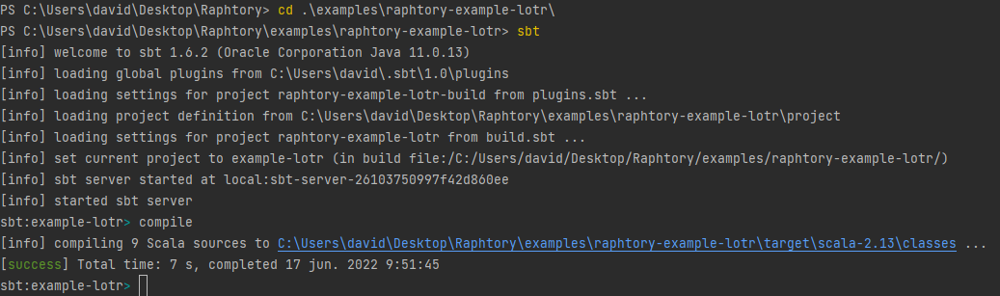 PS C:\Users\david\Desktop\Raphtory> cd .\examples\raphtory-example-lotr\
PS C:\Users\david\Desktop\Raphtory\examples\raphtory-example-lotr> sbt
[info] welcome to sbt 1.6.2 (Oracle Corporation Java 11.0.13)
[info] loading global plugins from C:\Users\david\.sbt\1.0\plugins
[info] loading settings for project raphtory-example-lotr-build from plugins.sbt ...
[info] loading project definition from C:\Users\david\Desktop\Raphtory\examples\raphtory-example-lotr\project
[info] loading settings for project raphtory-example-lotr from build.sbt ...
[info] set current project to example-lotr (in build file:/C:/Users/david/Desktop/Raphtory/examples/raphtory-example-lotr/)
[info] sbt server started at local:sbt-server-26103750997f42d860ee
[info] started sbt server
sbt:example-lotr> compile
[info] compiling 9 Scala sources to C:\Users\david\Desktop\Raphtory\examples\raphtory-example-lotr\target\scala-2.13\classes ...
[success] Total time: 7 s, completed 17 jun. 2022 9:51:45
sbt:example-lotr>